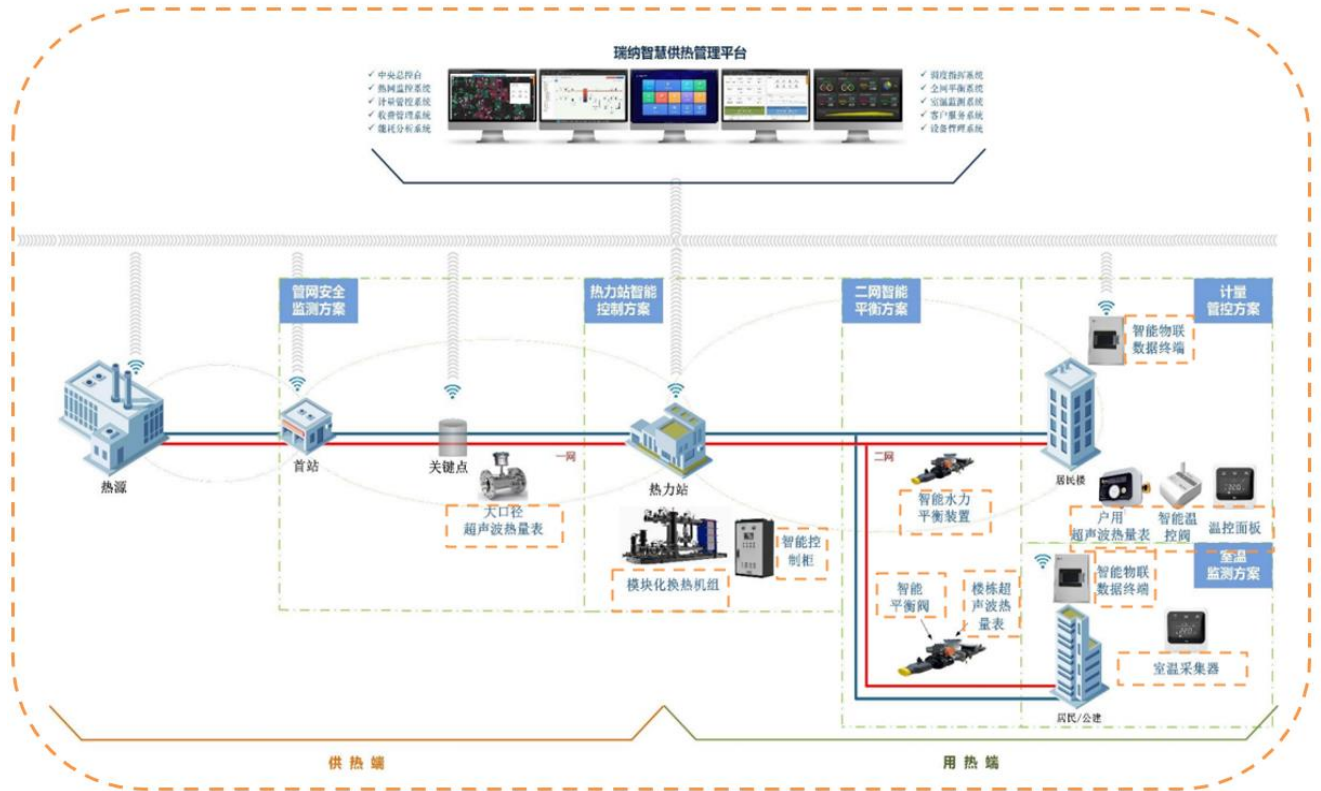 瑞纳智慧供热管理平台
✓ 中央总控台
✓ 热网监控系统
✓ 计量管控系统
✓ 收费管理系统
✓ 能耗分析系统
✓ 调度指挥系统
✓ 全网平衡系统
✓ 室温监测系统
✓ 客户服务系统
✓ 设备管理系统
管网安全
监测方案
热力站智能
控制方案
二网智能
平衡方案
计量
管控方案
智能物联
数据终端
热源
首站
关键点
一网
热力站
二网
居民楼
大口径
超声波热量表
模块化换热机组
智能控
制柜
智能水力
平衡装置
户用
超声波热量表
智能温
控阀
温控面板
室温
监测方案
智能物联
数据终端
智能
平衡阀
楼栋超
声波热
量表
室温采集器
居民/公建
供热端
用热端